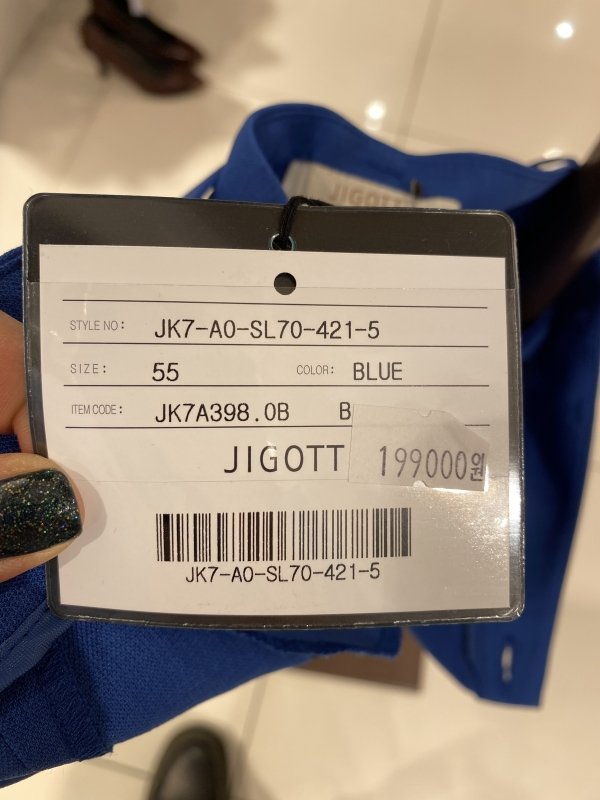 JIGOTT
STYLE NO: JK7-A0-SL70-421-5
SIZE: 55 COLOR: BLUE
ITEM CODE: JK7A398.0B B
JIGOTT 199000원
JK7-A0-SL70-421-5